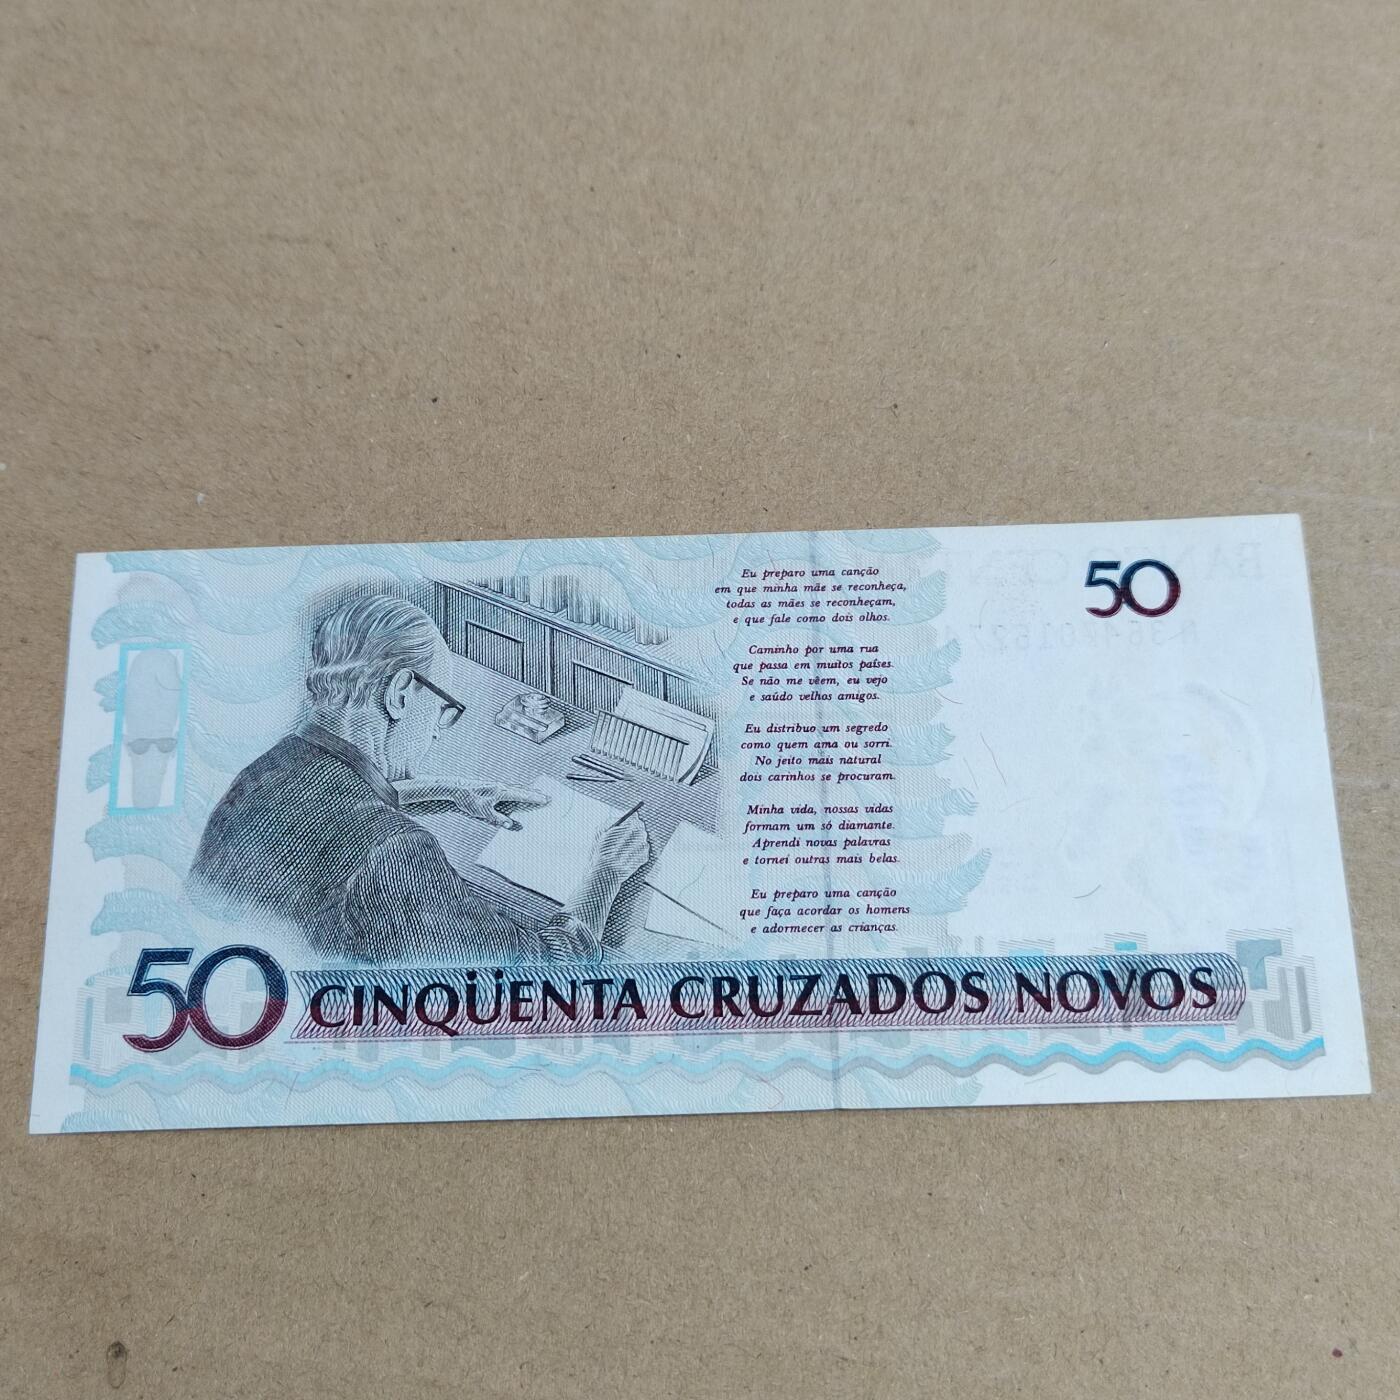 Eu preparo uma canção
em que minha mãe se reconheça,
todas as mães se reconheçam,
e que fale como dois olhos.
Caminho por uma rua
que passa em muitos países.
Se não me vêem, eu vejo
e saúdo velhos amigos.
Eu distribuo um segredo
como quem ama ou sorri.
No jeito mais natural
dois carinhos se procuram.
Minha vida, nossas vidas
formam um só diamante.
Aprendi novas palavras
e tornei outras mais belas.
Eu preparo uma canção
que faça acordar os homens
e adormecer as crianças.
50
50 CINQÜENTA CRUZADOS NOVOS